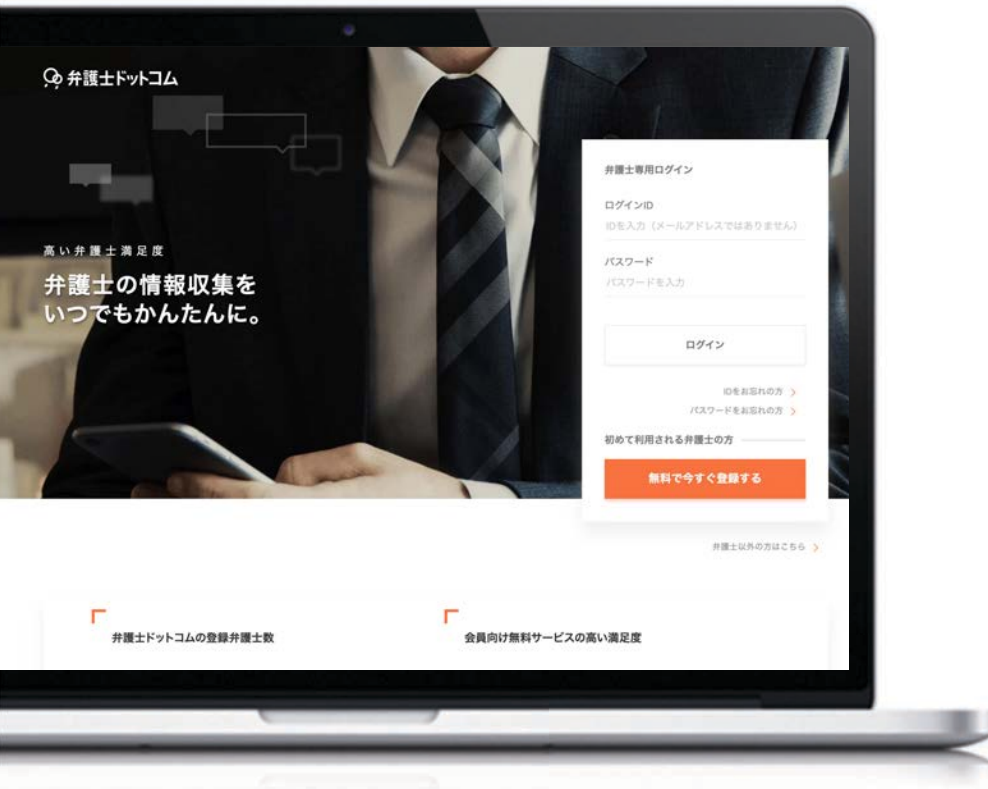 弁護士ドットコム
高い弁護士満足度
弁護士の情報収集を
いつでもかんたんに。
弁護士専用ログイン
ログインID
IDを入力（メールアドレスではありません）
パスワード
パスワードを入力
ログイン
IDをお忘れの方
パスワードをお忘れの方
初めて利用される弁護士の方
無料で今すぐ登録する
弁護士以外の方はこちら
弁護士ドットコムの登録弁護士数
会員向け無料サービスの高い満足度